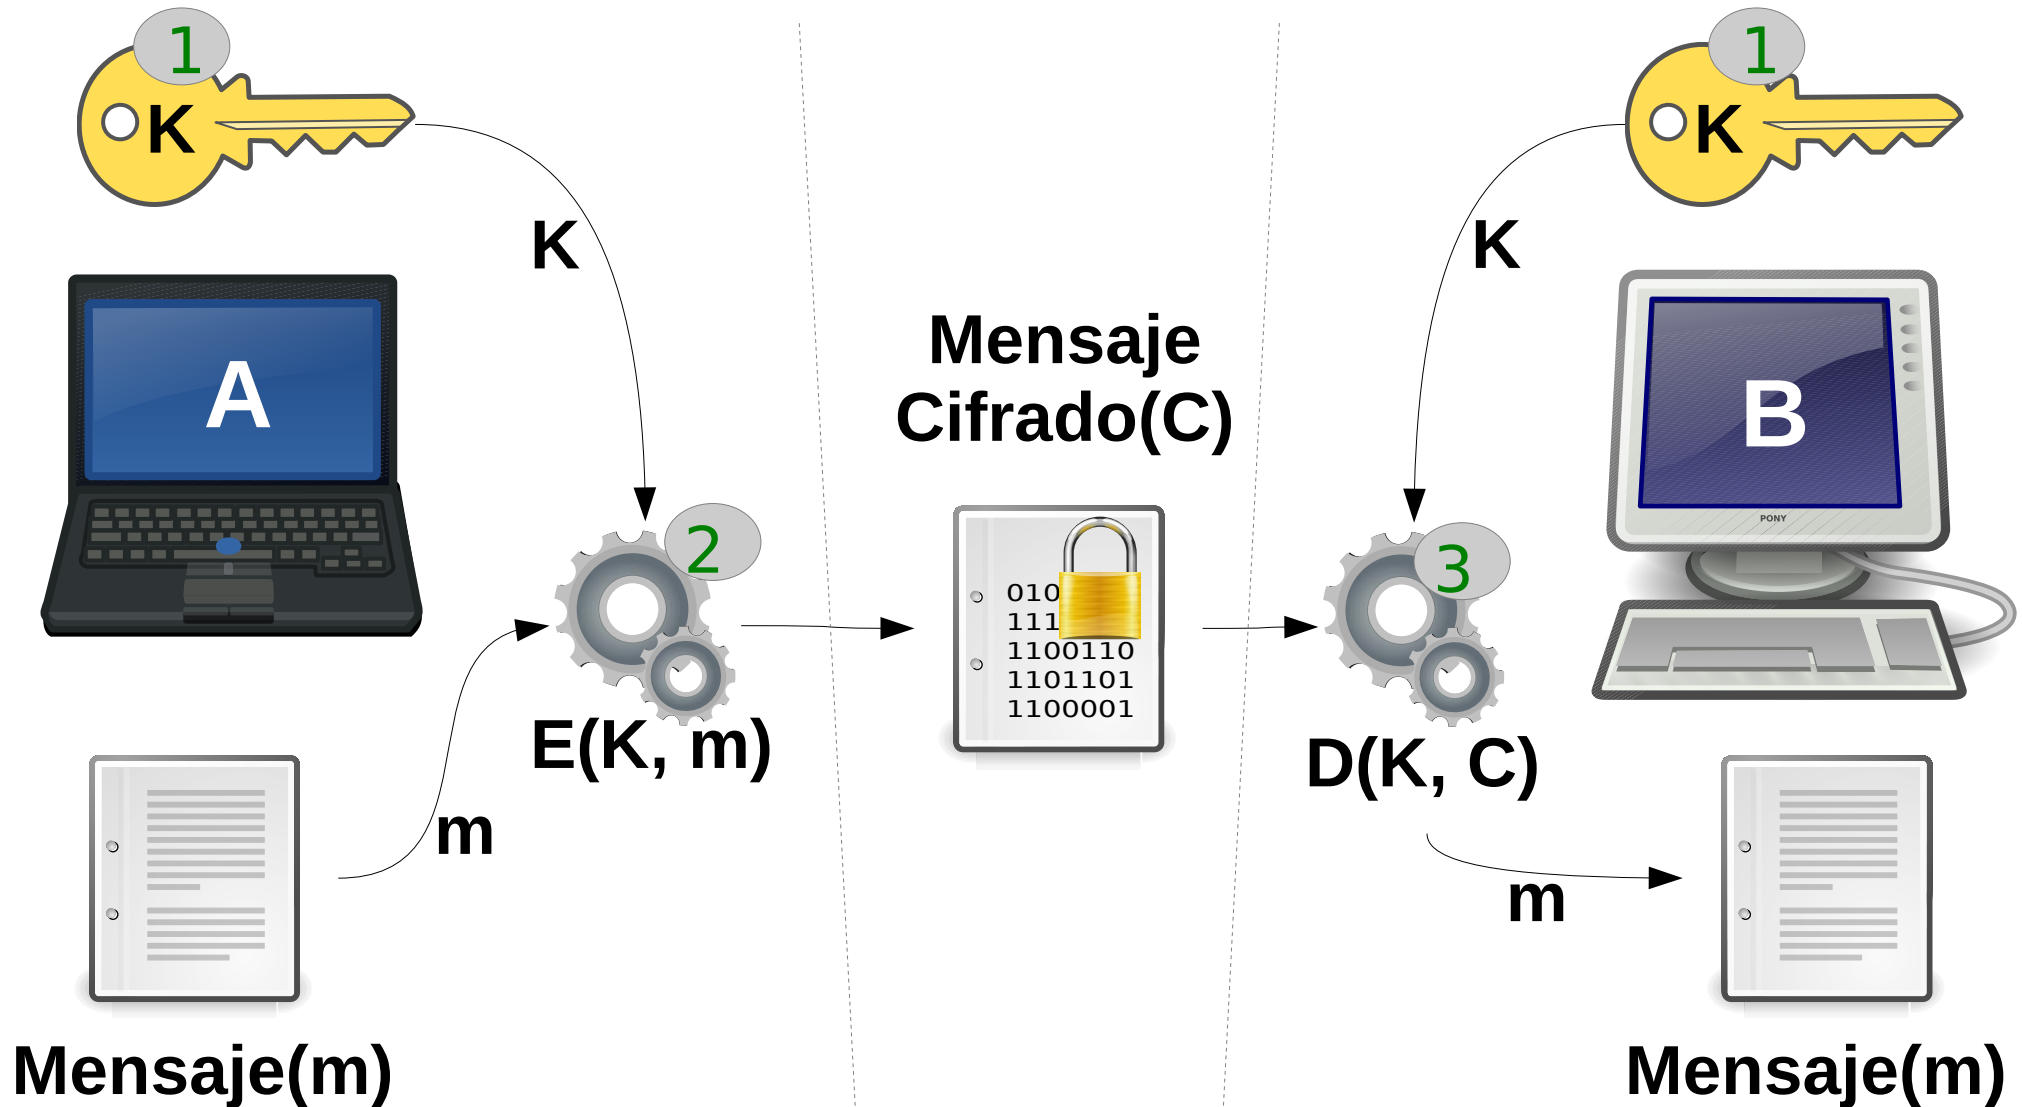 1
K
K
A
m
Mensaje(m)
2
E(K, m)
Mensaje
Cifrado(C)
010
111
1100110
1101101
1100001
1
K
K
B
PONY
3
D(K, C)
m
Mensaje(m)